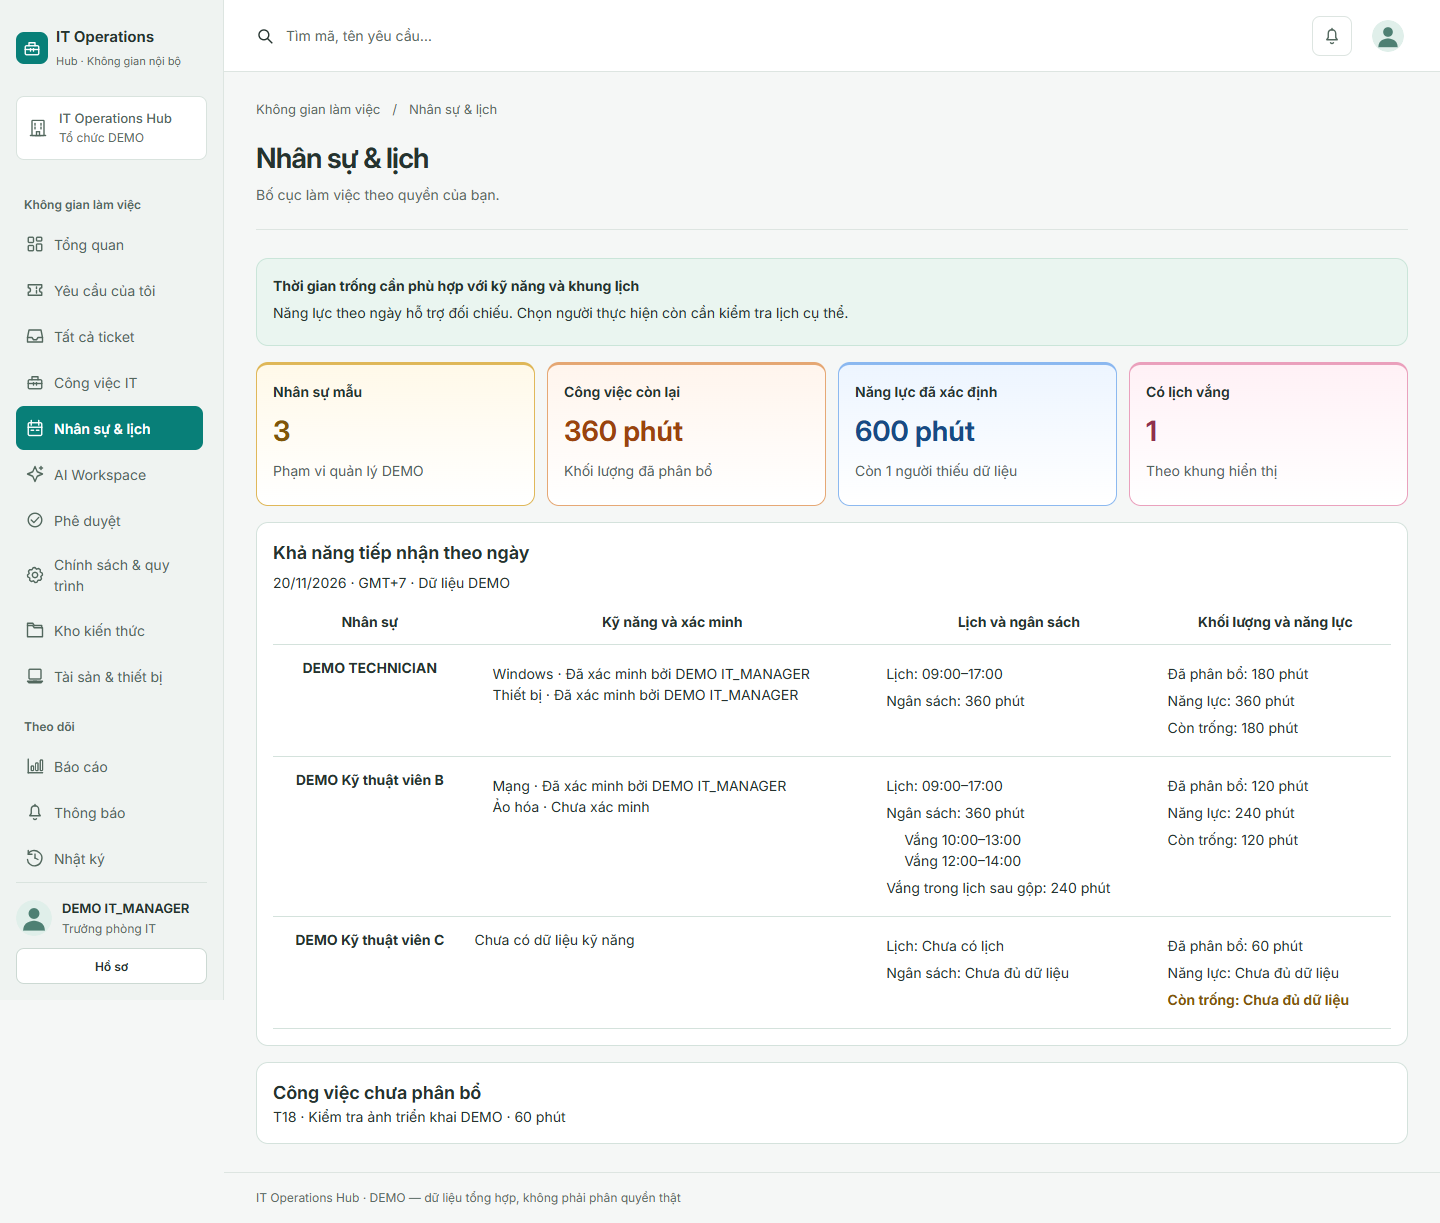 IT Operations
Hub · Không gian nội bộ
IT Operations Hub
Tổ chức DEMO
Không gian làm việc
Tổng quan
Yêu cầu của tôi
Tất cả ticket
Công việc IT
Nhân sự & lịch
AI Workspace
Phê duyệt
Chính sách & quy
trình
Kho kiến thức
Tài sản & thiết bị
Theo dõi
Báo cáo
Thông báo
Nhật ký
DEMO IT_MANAGER
Trưởng phòng IT
Hồ sơ
Tìm mã, tên yêu cầu...
Không gian làm việc / Nhân sự & lịch
Nhân sự & lịch
Bố cục làm việc theo quyền của bạn.
Thời gian trống cần phù hợp với kỹ năng và khung lịch
Năng lực theo ngày hỗ trợ đối chiếu. Chọn người thực hiện còn cần kiểm tra lịch cụ thể.
Nhân sự mẫu
3
Phạm vi quản lý DEMO
Công việc còn lại
360 phút
Khối lượng đã phân bổ
Năng lực đã xác định
600 phút
Còn 1 người thiếu dữ liệu
Có lịch vắng
1
Theo khung hiển thị
Khả năng tiếp nhận theo ngày
20/11/2026 · GMT+7 · Dữ liệu DEMO
Nhân sự Kỹ năng và xác minh Lịch và ngân sách Khối lượng và năng lực
DEMO TECHNICIAN
Windows · Đã xác minh bởi DEMO IT_MANAGER
Thiết bị · Đã xác minh bởi DEMO IT_MANAGER
Lịch: 09:00–17:00
Ngân sách: 360 phút
Đã phân bổ: 180 phút
Năng lực: 360 phút
Còn trống: 180 phút
DEMO Kỹ thuật viên B
Mạng · Đã xác minh bởi DEMO IT_MANAGER
Ảo hóa · Chưa xác minh
Lịch: 09:00–17:00
Ngân sách: 360 phút
Vắng 10:00–13:00
Vắng 12:00–14:00
Vắng trong lịch sau gộp: 240 phút
Đã phân bổ: 120 phút
Năng lực: 240 phút
Còn trống: 120 phút
DEMO Kỹ thuật viên C
Chưa có dữ liệu kỹ năng
Lịch: Chưa có lịch
Ngân sách: Chưa đủ dữ liệu
Đã phân bổ: 60 phút
Năng lực: Chưa đủ dữ liệu
Còn trống: Chưa đủ dữ liệu
Công việc chưa phân bổ
T18 · Kiểm tra ảnh triển khai DEMO · 60 phút
IT Operations Hub · DEMO — dữ liệu tổng hợp, không phải phân quyền thật